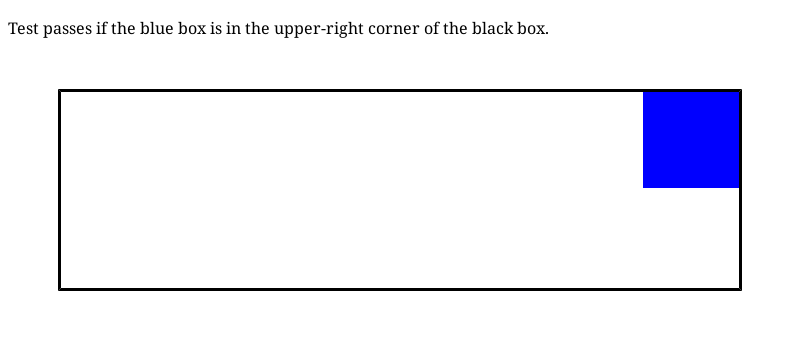 Test passes if the blue box is in the upper-right corner of the black box.